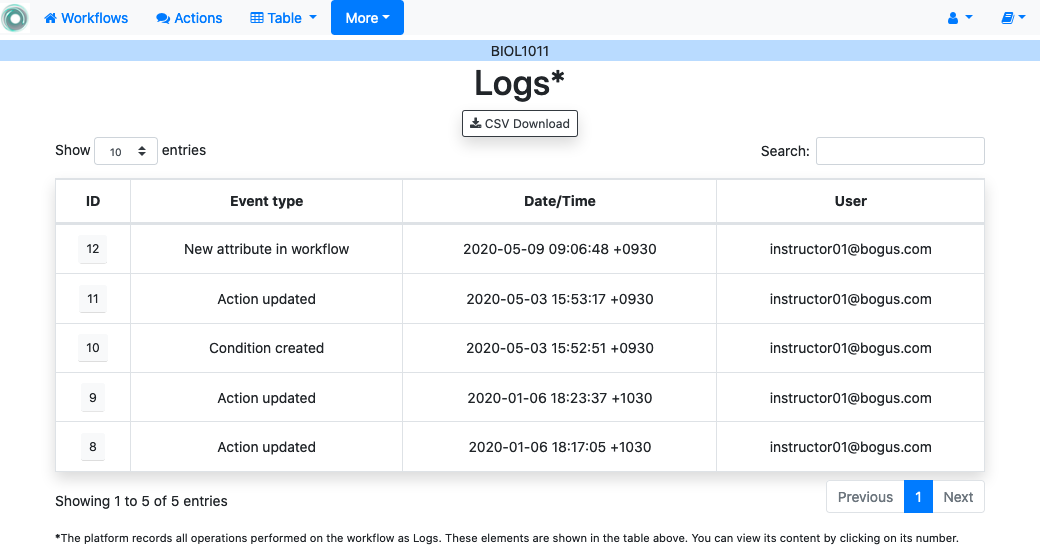 Workflows Actions Table More
BIOL1011
Logs*
CSV Download
Show 10 entries Search:
ID Event type Date/Time User
12 New attribute in workflow 2020-05-09 09:06:48 +0930 instructor01@bogus.com
11 Action updated 2020-05-03 15:53:17 +0930 instructor01@bogus.com
10 Condition created 2020-05-03 15:52:51 +0930 instructor01@bogus.com
9 Action updated 2020-01-06 18:23:37 +1030 instructor01@bogus.com
8 Action updated 2020-01-06 18:17:05 +1030 instructor01@bogus.com
Showing 1 to 5 of 5 entries Previous 1 Next
*The platform records all operations performed on the workflow as Logs. These elements are shown in the table above. You can view its content by clicking on its number.